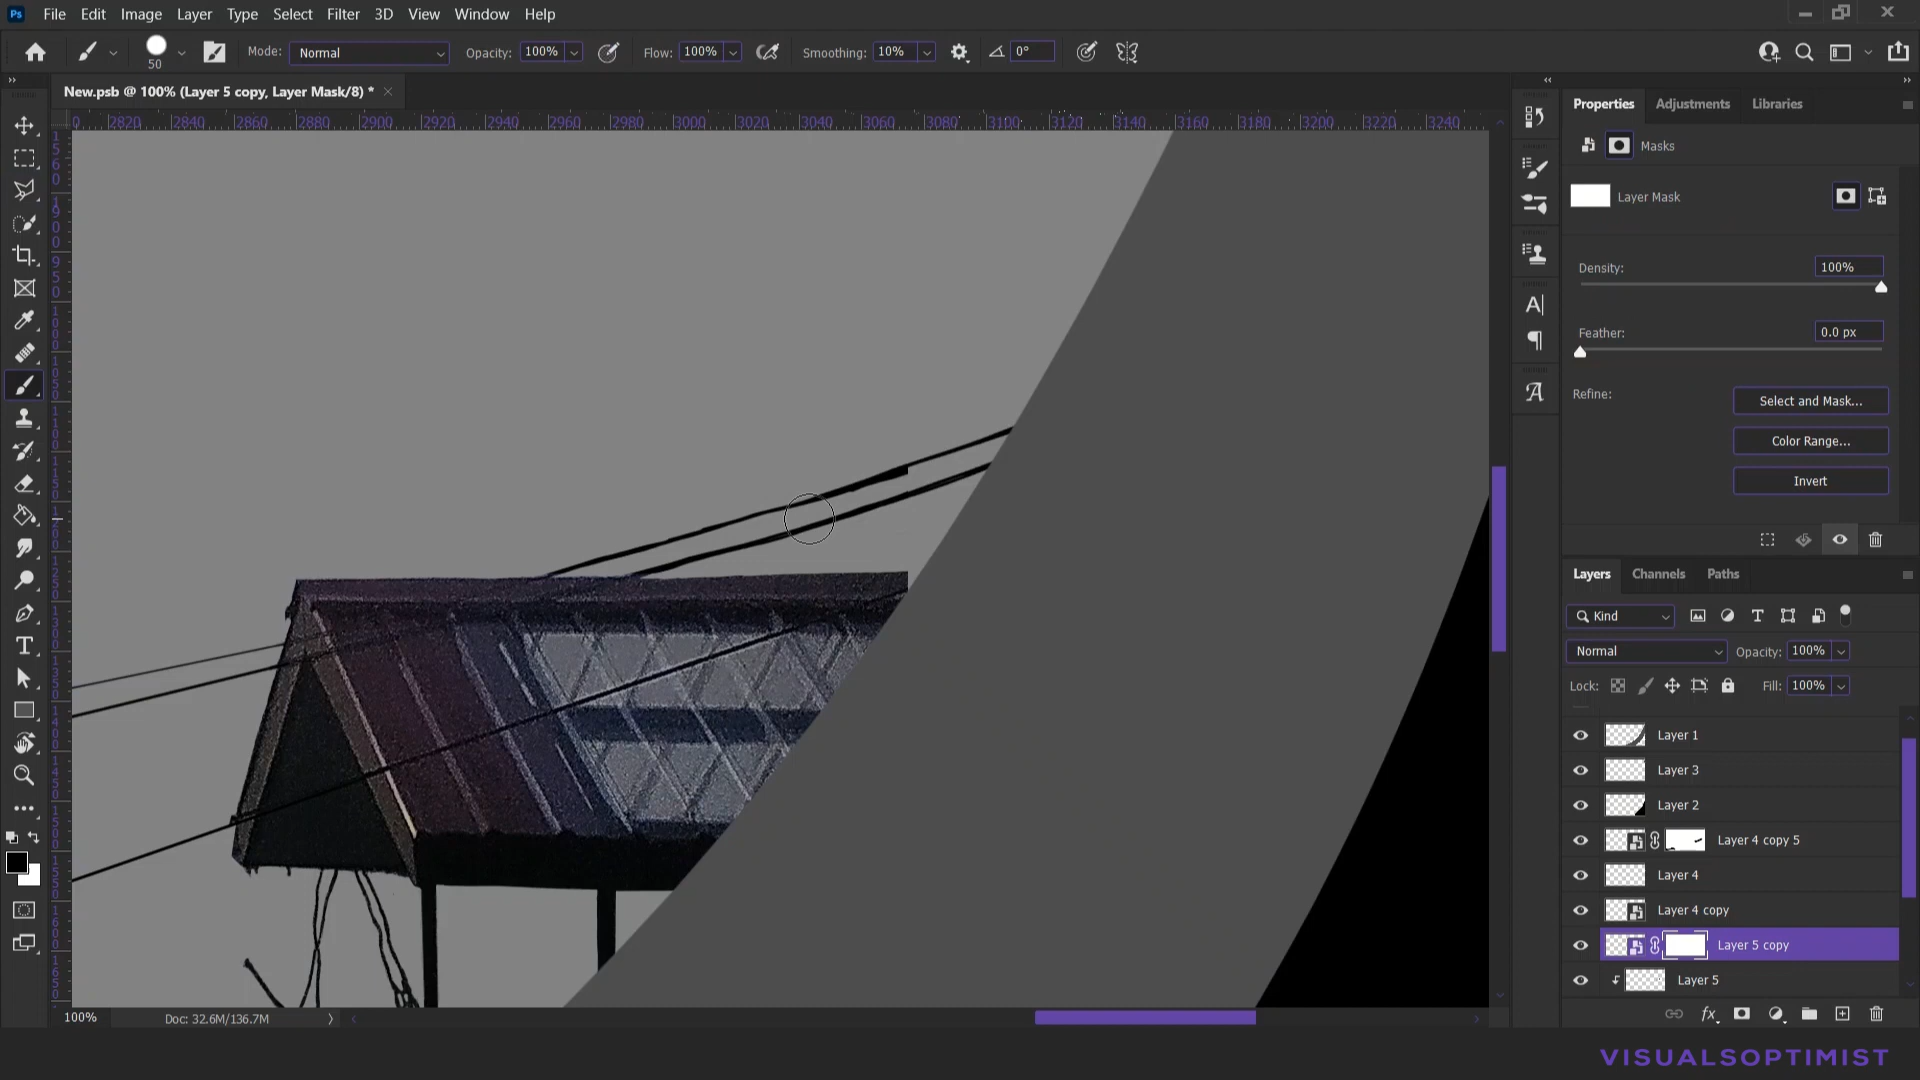 Ps File Edit Image Layer Type Select Filter 3D View Window Help
50 Mode: Normal Opacity: 100% Flow: 100% Smoothing: 10% 0°
New.psb @ 100% (Layer 5 copy, Layer Mask/8) *
0 2820 2840 2860 2880 2900 2920 2940 2960 2980 3000 3020 3040 3060 3080 3100 3120 3140 3160 3180 3200 3220 3240
Properties Adjustments Libraries
Masks
Layer Mask
Density: 100%
Feather: 0.0 px
Refine: Select and Mask...
Color Range...
Invert
Layers Channels Paths
Kind
Normal Opacity: 100%
Lock: Fill: 100%
Layer 1
Layer 3
Layer 2
Layer 4 copy 5
Layer 4
Layer 4 copy
Layer 5 copy
Layer 5
100% Doc: 32.6M/136.7M
VISUALSOPTIMIST